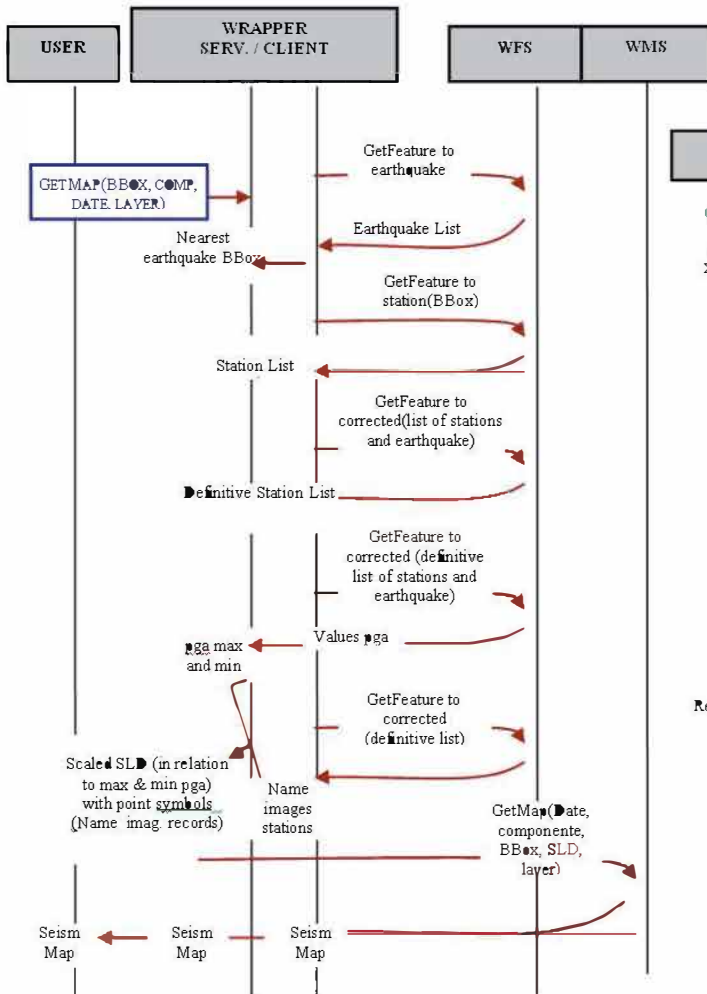 USER
WRAPPER
SERV. / CLIENT
WFS
WMS
GETMAP(BBOX, COMP,
DATE. LAYER)
GetFeature to
earthquake
Earthquake List
Nearest
earthquake BBox
GetFeature to
station(BBox)
Station List
GetFeature to
corrected(list of stations
and earthquake)
Definitive Station List
GetFeature to
corrected (definitive
list of stations and
earthquake)
Values pga
pga max
and min
GetFeature to
corrected
(definitive list)
Scaled SLD (in relation
to max & min pga)
with point symbols
(Name imag. records)
Name
images
stations
GetMap(Date,
componente,
BBox, SLD,
layer)
Seism
Map
Seism
Map
Seism
Map
Re